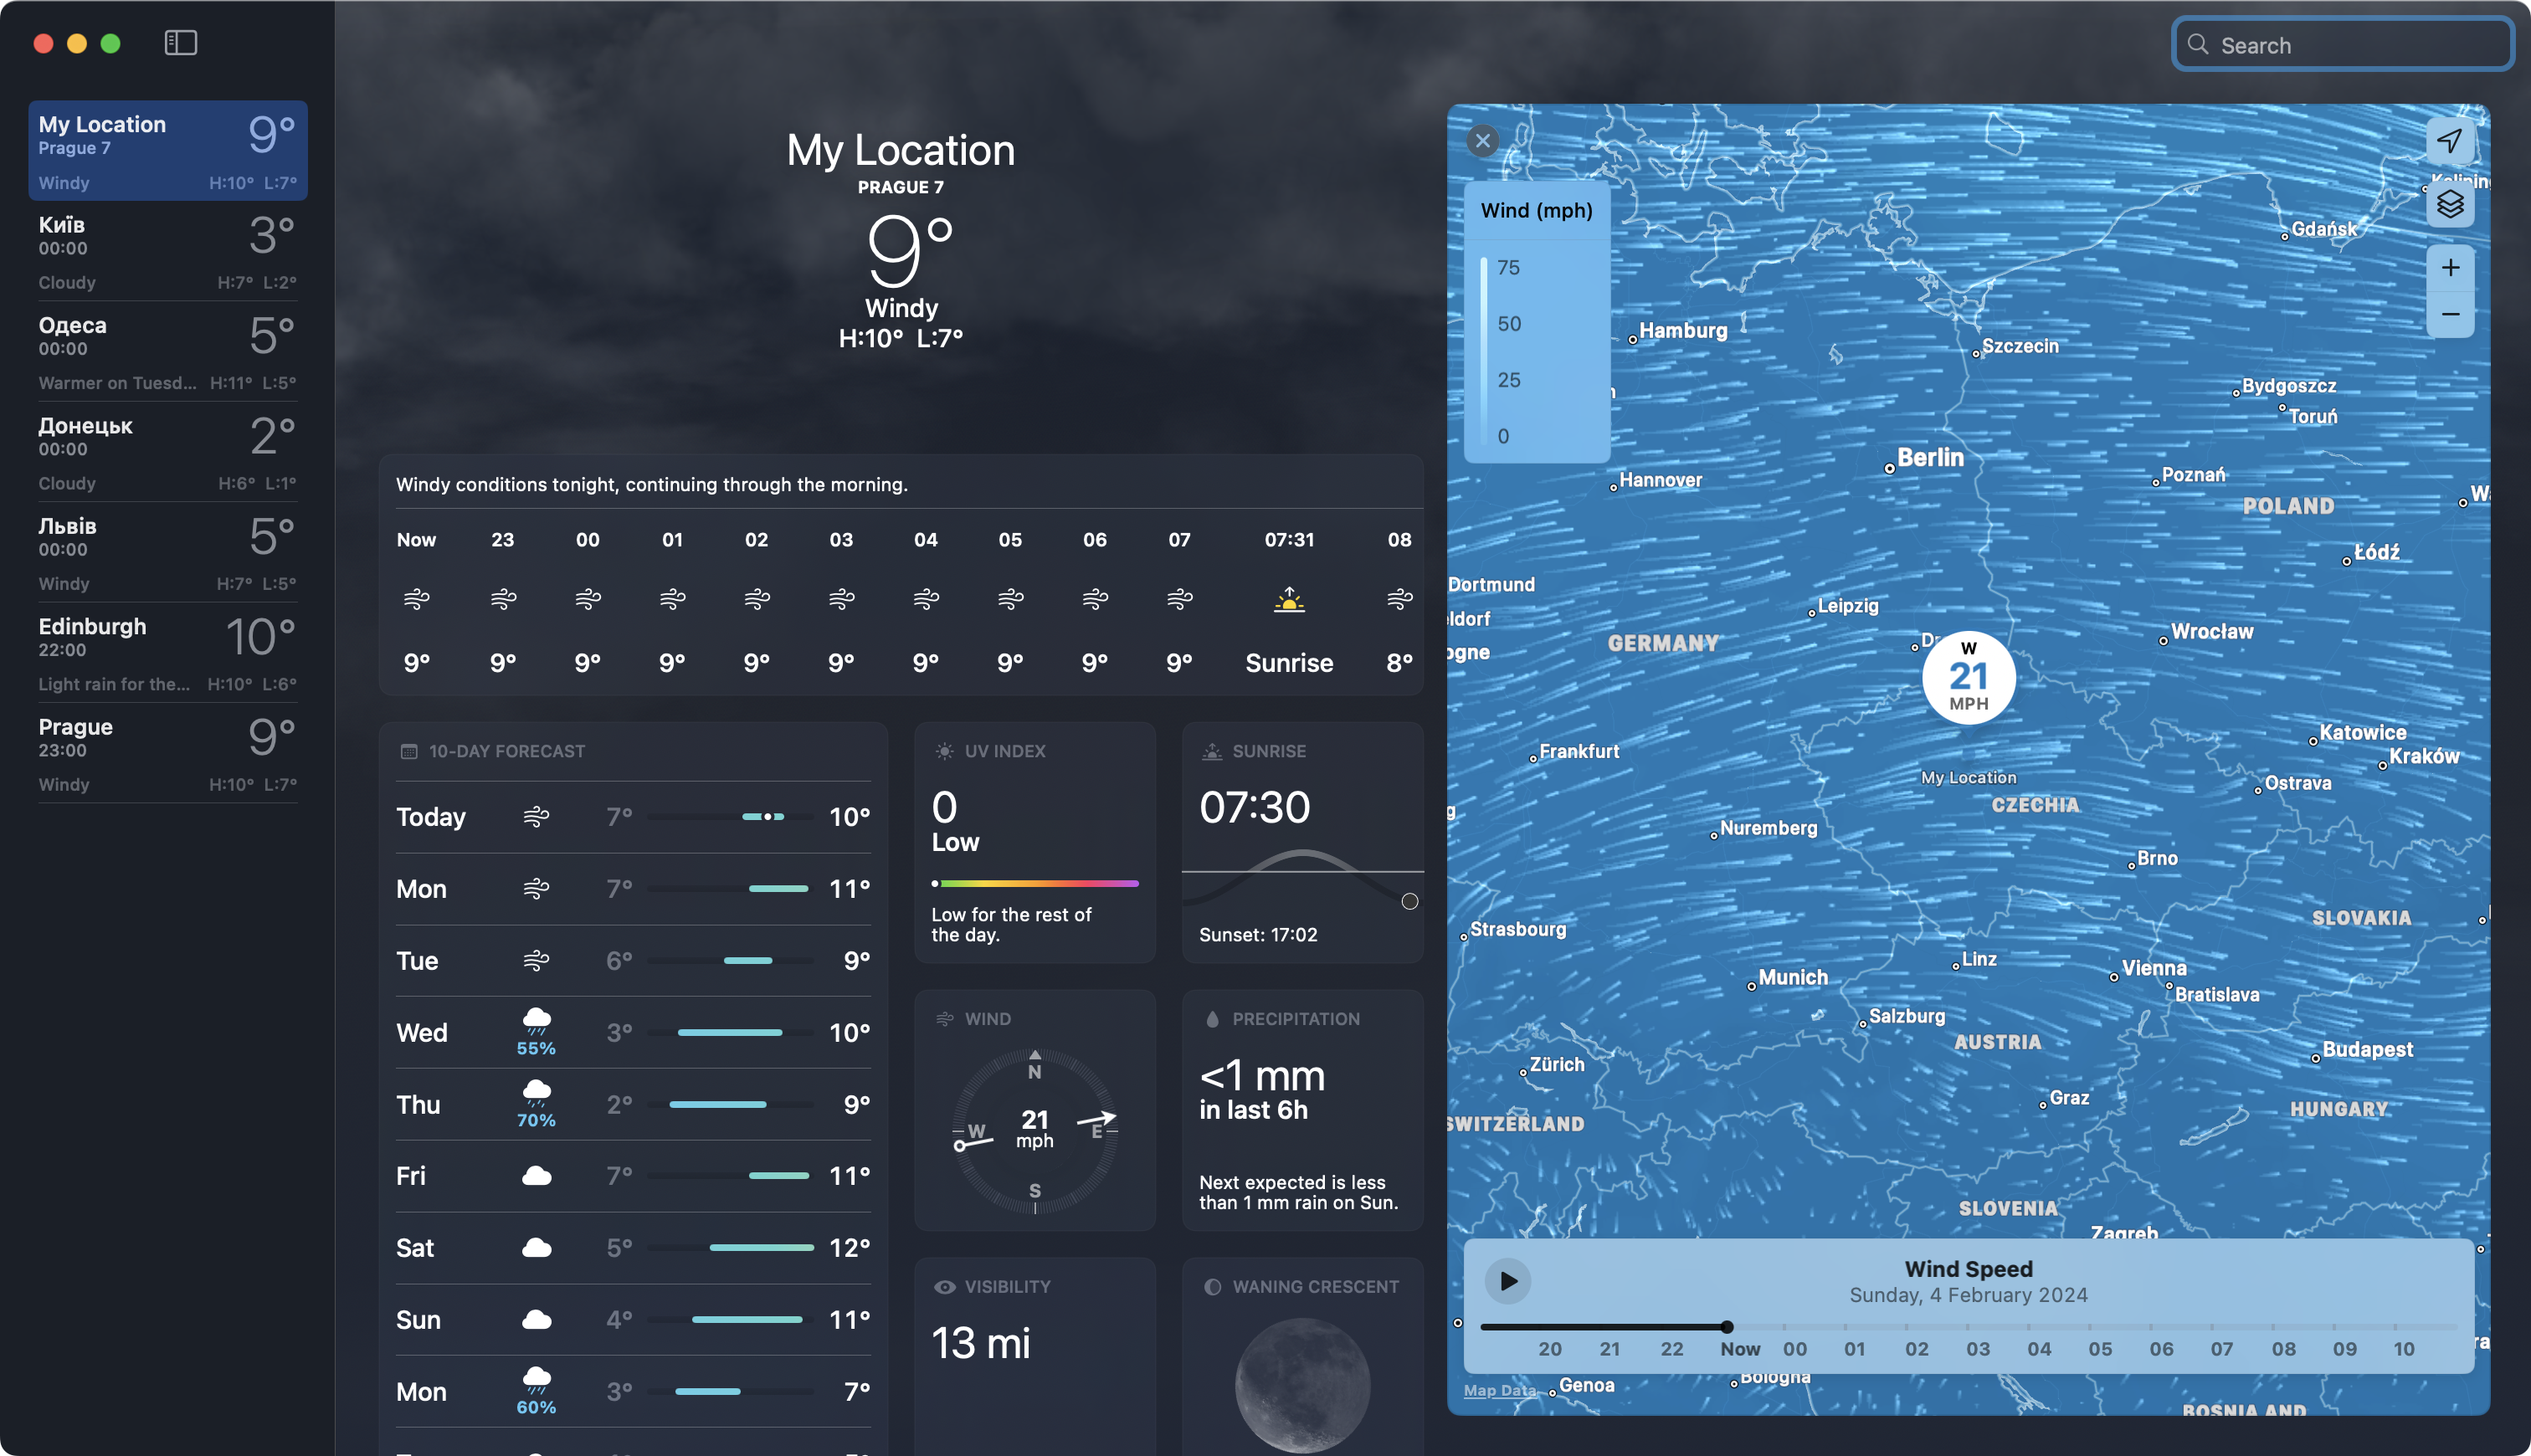 Search
My Location
Prague 7
9°
Windy
H:10° L:7°
Київ
00:00
3°
Cloudy
H:7° L:2°
Одеса
00:00
5°
Warmer on Tuesd...
H:11° L:5°
Донецьк
00:00
2°
Cloudy
H:6° L:1°
Львів
00:00
5°
Windy
H:7° L:5°
Edinburgh
22:00
10°
Light rain for the...
H:10° L:6°
Prague
23:00
9°
Windy
H:10° L:7°
My Location
PRAGUE 7
9°
Windy
H:10° L:7°
Windy conditions tonight, continuing through the morning.
Now 23 00 01 02 03 04 05 06 07 07:31 08
9° 9° 9° 9° 9° 9° 9° 9° 9° 9° Sunrise 8°
10-DAY FORECAST
Today 7° 10°
Mon 7° 11°
Tue 6° 9°
Wed 55% 3° 10°
Thu 70% 2° 9°
Fri 7° 11°
Sat 5° 12°
Sun 4° 11°
Mon 60% 3° 7°
UV INDEX
0
Low
Low for the rest of
the day.
SUNRISE
07:30
Sunset: 17:02
WIND
N
W
E
S
21
mph
PRECIPITATION
<1 mm
in last 6h
Next expected is less
than 1 mm rain on Sun.
VISIBILITY
13 mi
WANING CRESCENT
Wind (mph)
75
50
25
0
+
−
Gdańsk
Hamburg
Szczecin
Bydgoszcz
Toruń
Berlin
Hannover
Poznań
POLAND
Łódź
Dortmund
Leipzig
GERMANY
Wrocław
W
21
MPH
Katowice
Kraków
Frankfurt
My Location
Ostrava
CZECHIA
Nuremberg
Brno
SLOVAKIA
Strasbourg
Linz
Vienna
Munich
Bratislava
Salzburg
AUSTRIA
Budapest
Zürich
Graz
HUNGARY
SWITZERLAND
SLOVENIA
Zagreb
Wind Speed
Sunday, 4 February 2024
20 21 22 Now 00 01 02 03 04 05 06 07 08 09 10
Map Data
Genoa
Bologna
BOSNIA AND